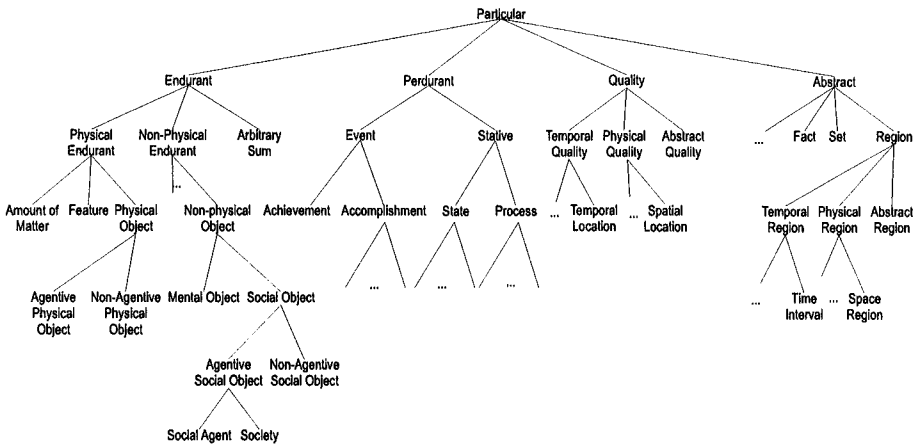 Particular
Endurant Perdurant Quality Abstract
Physical Non-Physical Arbitrary Event Stative Temporal Physical Abstract ... Fact Set Region
Endurant Endurant Sum Quality Quality Quality
...
Amount of Feature Physical Non-physical Achievement Accomplishment State Process ... Temporal ... Spatial Temporal Physical Abstract
Matter Object Object Location Location Region Region Region
... ... ...
Agentive Non-Agentive Mental Object Social Object ... Time ... Space
Physical Physical Interval Region
Object Object
Agentive Non-Agentive
Social Object Social Object
Social Agent Society